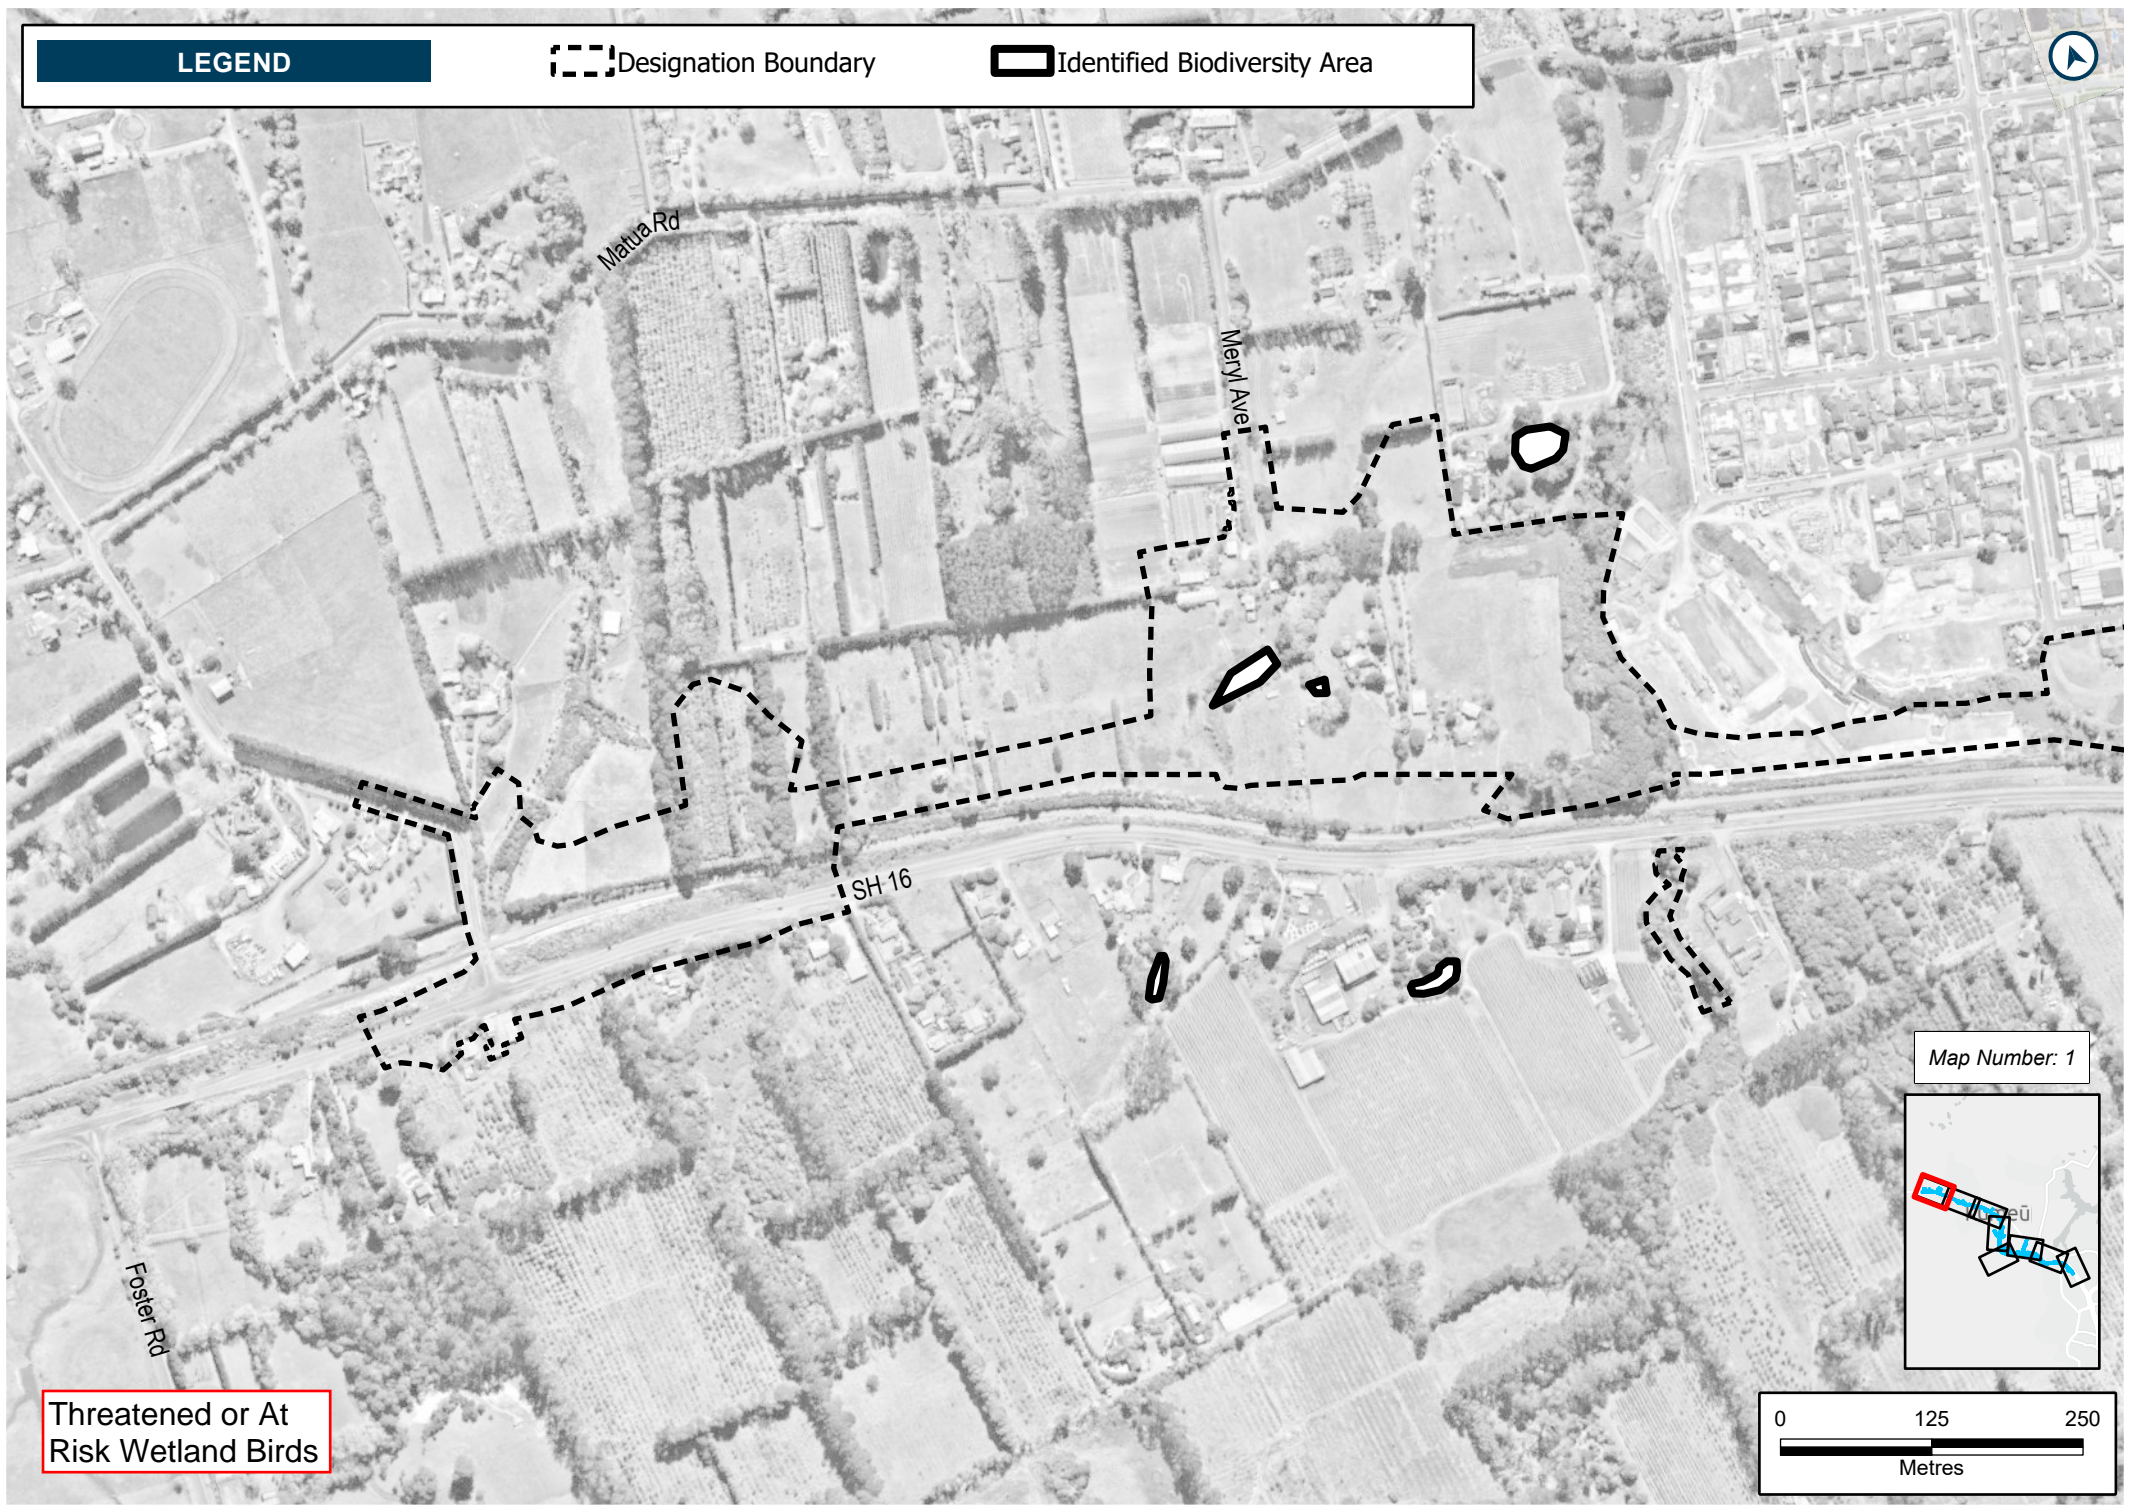 LEGEND
Designation Boundary
Identified Biodiversity Area
Matua Rd
Meryl Ave
SH 16
Foster Rd
Map Number: 1
0 125 250
Metres
Threatened or At
Risk Wetland Birds